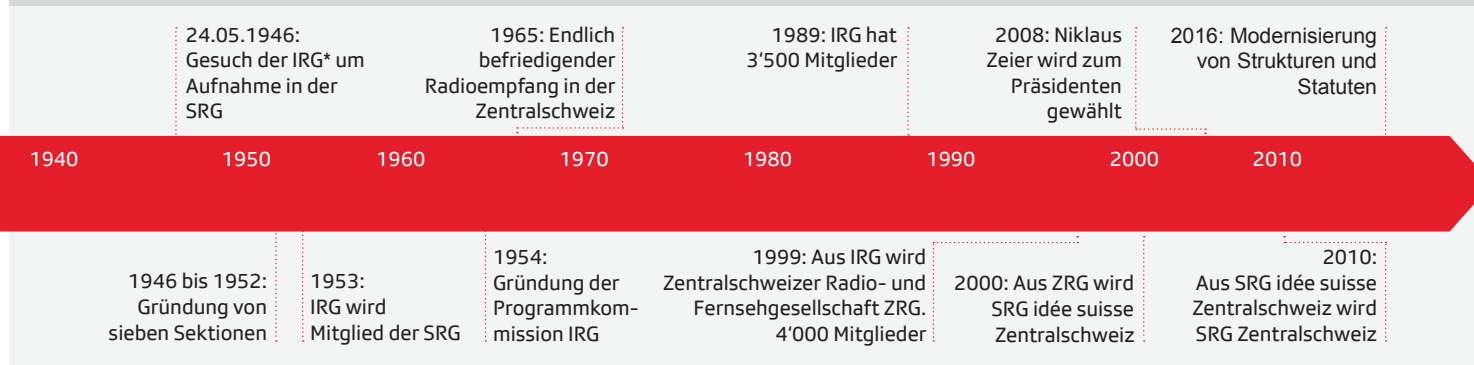 24.05.1946:
Gesuch der IRG* um
Aufnahme in der
SRG
1965: Endlich
befriedigender
Radioempfang in der
Zentralschweiz
1989: IRG hat
3'500 Mitglieder
2008: Niklaus
Zeier wird zum
Präsidenten
gewählt
2016: Modernisierung
von Strukturen und
Statuten
1940 1950 1960 1970 1980 1990 2000 2010
1946 bis 1952:
Gründung von
sieben Sektionen
1953:
IRG wird
Mitglied der SRG
1954:
Gründung der
Programmkom-
mission IRG
1999: Aus IRG wird
Zentralschweizer Radio- und
Fernsehgesellschaft ZRG.
4'000 Mitglieder
2000: Aus ZRG wird
SRG idée suisse
Zentralschweiz
2010:
Aus SRG idée suisse
Zentralschweiz wird
SRG Zentralschweiz